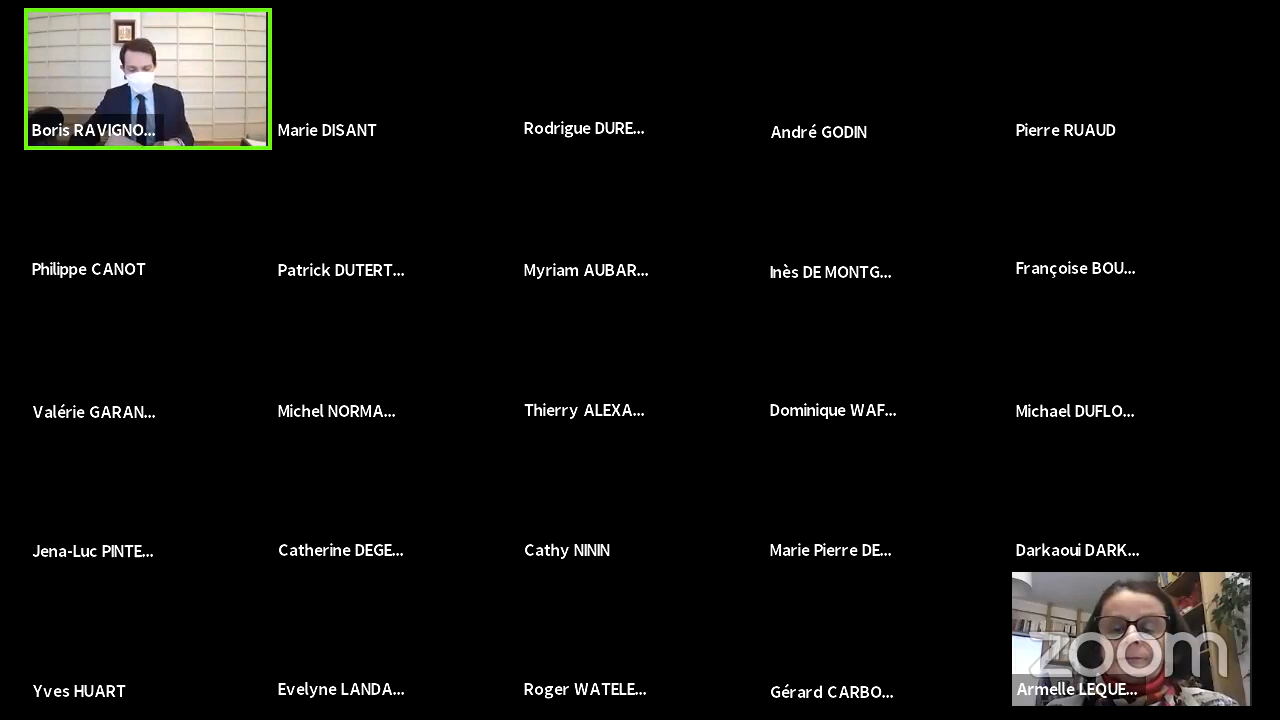 Boris RAVIGNO...
Marie DISANT
Rodrigue DURE...
André GODIN
Pierre RUAUD
Philippe CANOT
Patrick DUTERT...
Myriam AUBAR...
Inès DE MONTG...
Françoise BOU...
Valérie GARAN...
Michel NORMA...
Thierry ALEXA...
Dominique WAF...
Michael DUFLO...
Jena-Luc PINTE...
Catherine DEGE...
Cathy NININ
Marie Pierre DE...
Darkaoui DARK...
Yves HUART
Evelyne LANDA...
Roger WATELE...
Gérard CARBO...
zoom
Armelle LEQUE...